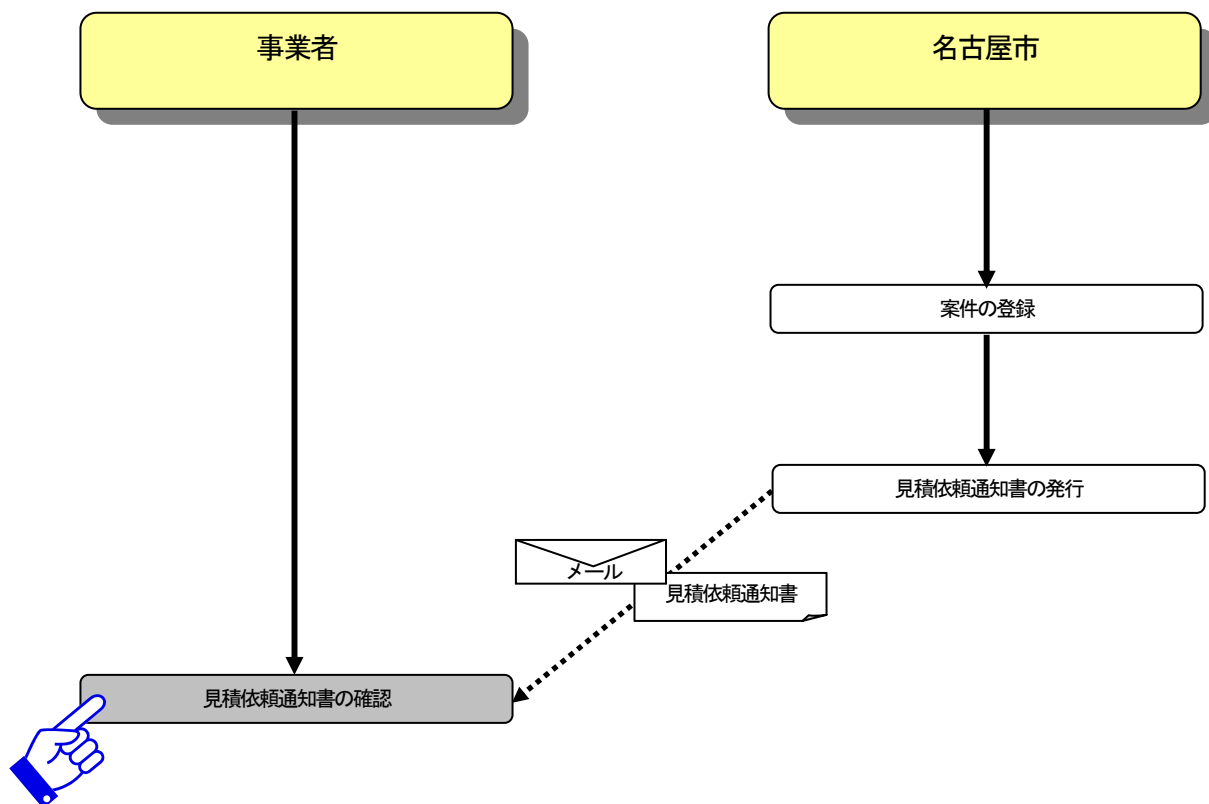 事業者
名古屋市
案件の登録
見積依頼通知書の発行
メール
見積依頼通知書
見積依頼通知書の確認